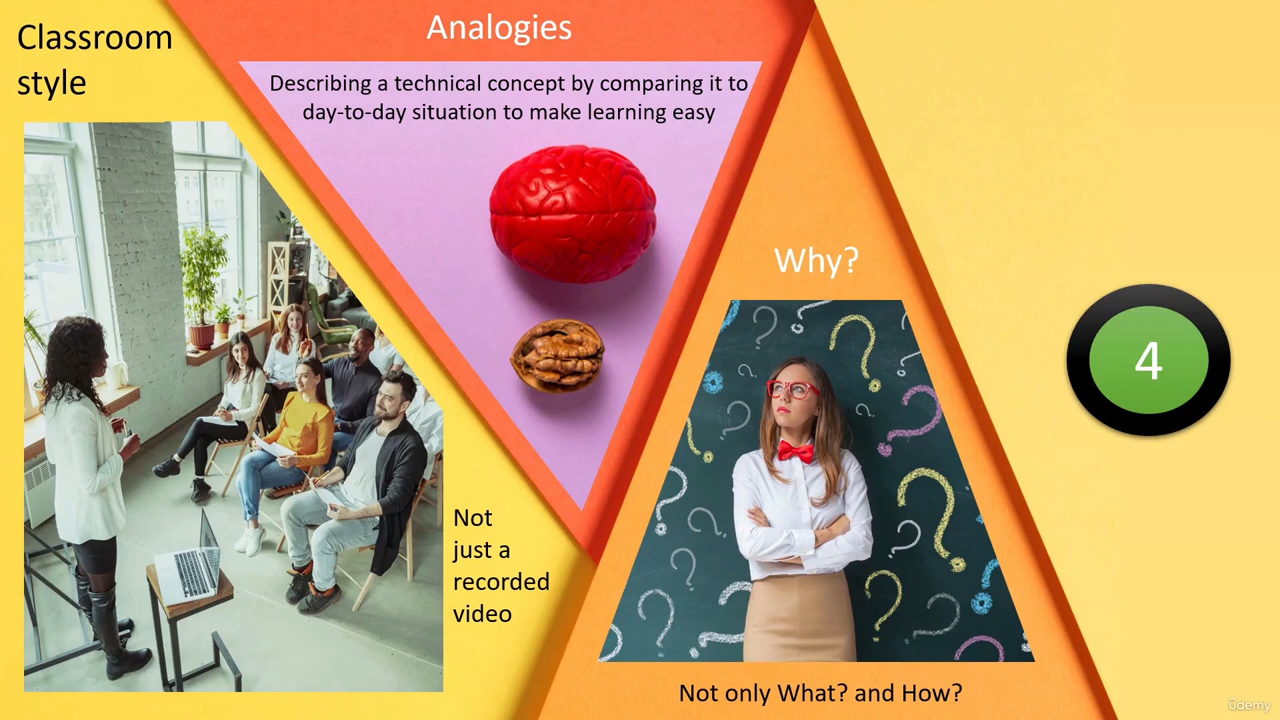 Classroom
style
Analogies
Describing a technical concept by comparing it to
day-to-day situation to make learning easy
Why?
4
Not
just a
recorded
video
Not only What? and How?
ûdemy